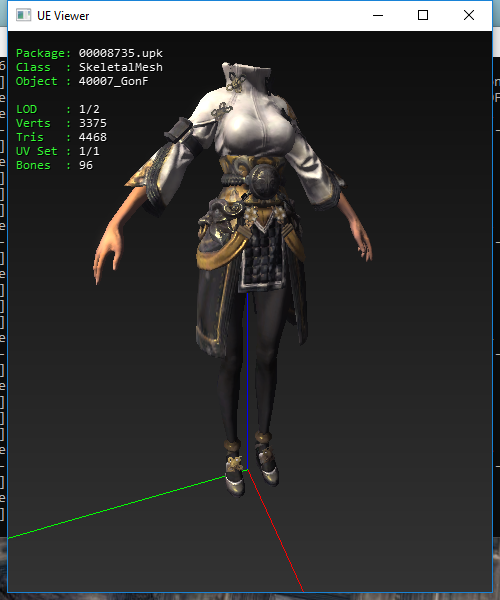 UE Viewer
Package: 00008735.upk
Class  : SkeletalMesh
Object : 40007_GonF
LOD    : 1/2
Verts  : 3375
Tris   : 4468
UV Set : 1/1
Bones  : 96